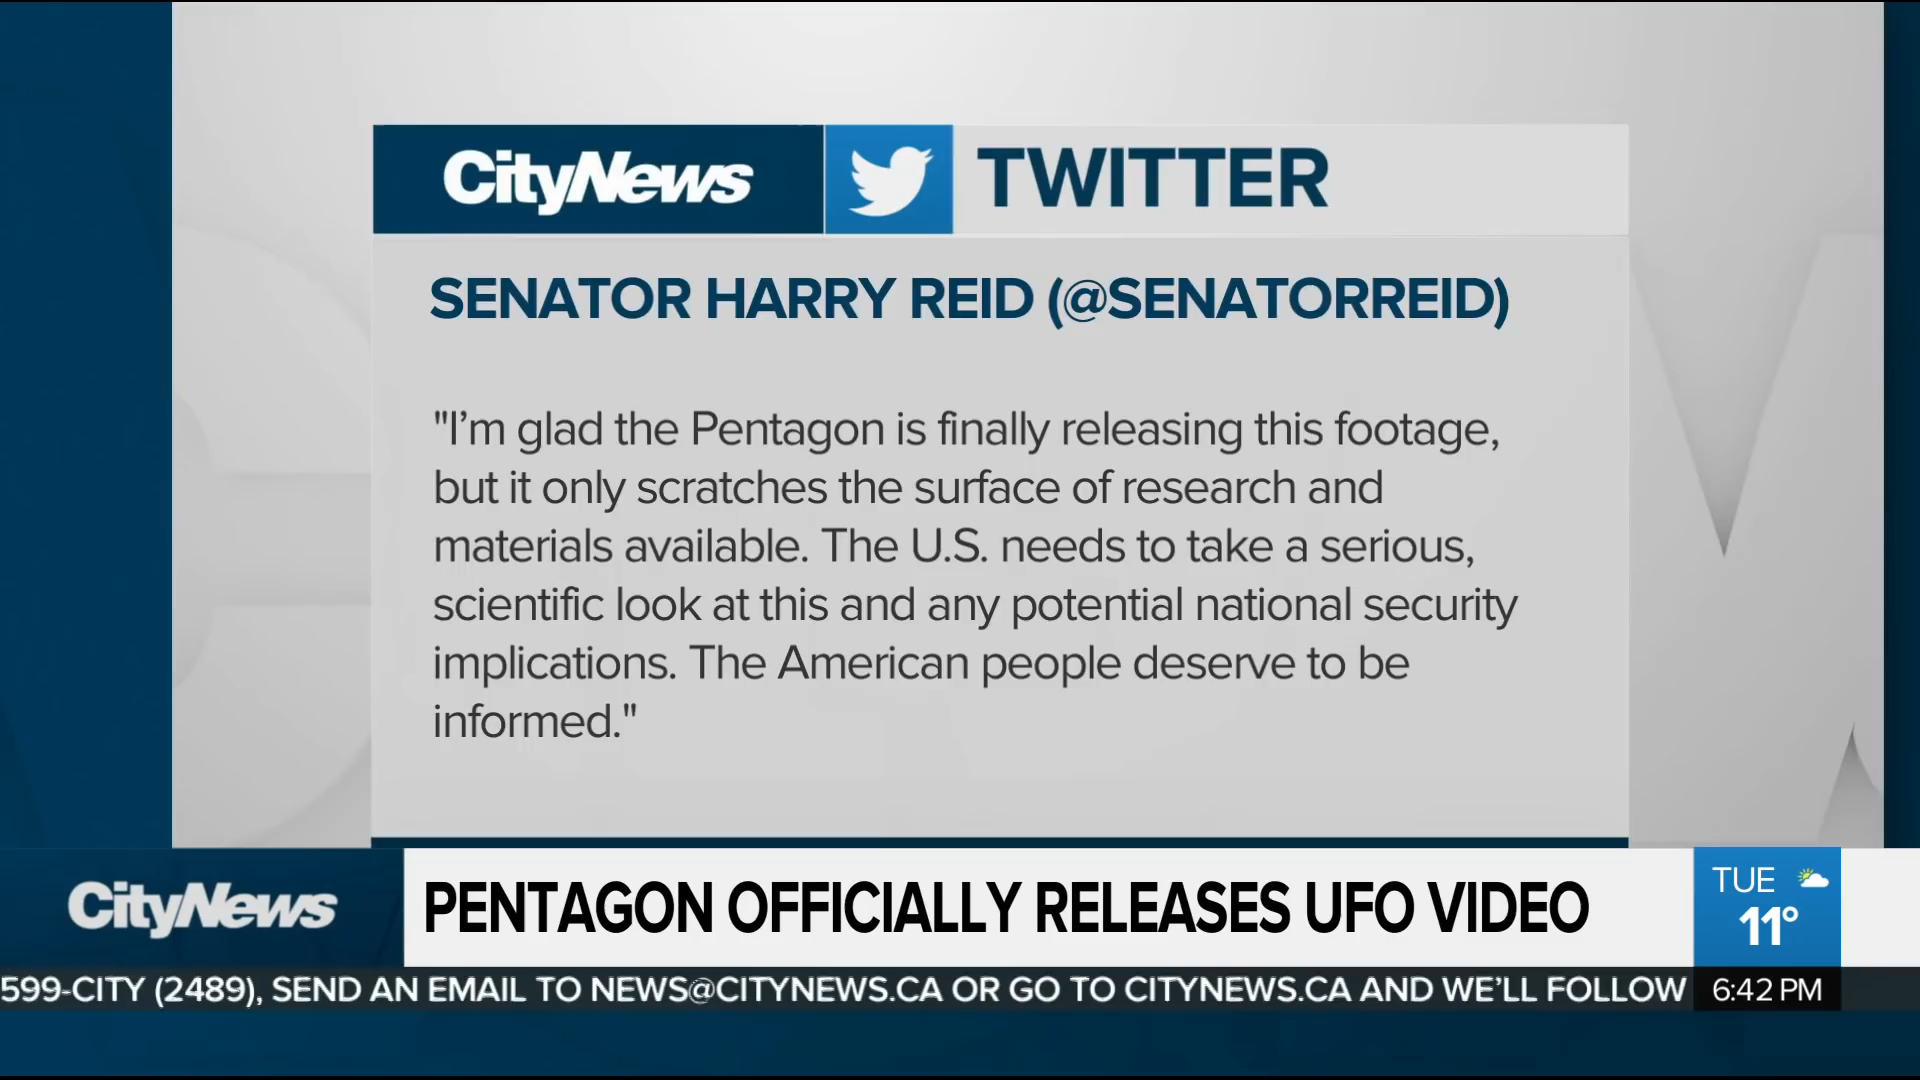 CityNews
TWITTER
SENATOR HARRY REID (@SENATORREID)
"I’m glad the Pentagon is finally releasing this footage,
but it only scratches the surface of research and
materials available. The U.S. needs to take a serious,
scientific look at this and any potential national security
implications. The American people deserve to be
informed."
CityNews
PENTAGON OFFICIALLY RELEASES UFO VIDEO
TUE
11°
599-CITY (2489), SEND AN EMAIL TO NEWS@CITYNEWS.CA OR GO TO CITYNEWS.CA AND WE’LL FOLLOW
6:42 PM